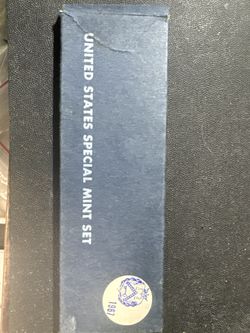 UNITED STATES SPECIAL MINT SET
1967